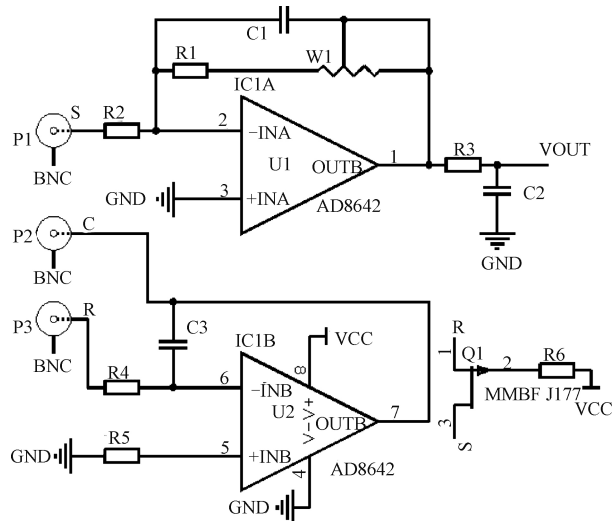 C1
R1
W1
IC1A
S
R2
P1
BNC
2
−INA
U1
OUTB
1
R3
VOUT
GND
3
+INA
AD8642
C2
GND
P2
C
BNC
P3
R
BNC
C3
IC1B
VCC
R4
6
−INB
8
V+
U2
V−
OUTB
7
R
1
Q1
2
R6
MMBF J177
VCC
3
S
GND
R5
5
+INB
4
AD8642
GND